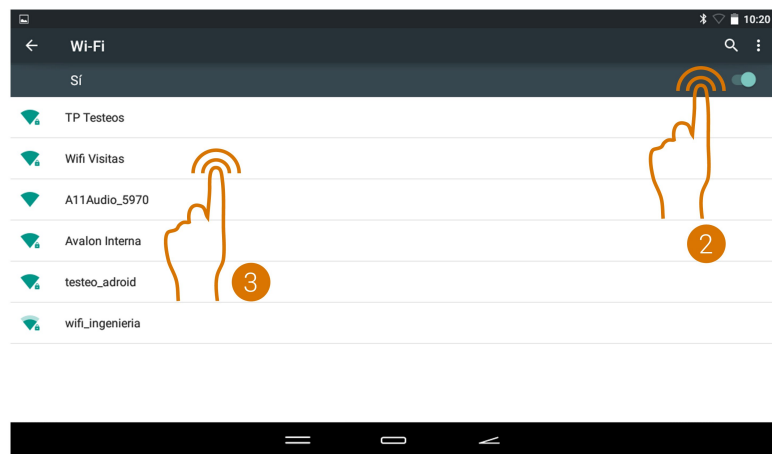 10:20
Wi-Fi
Sí
TP Testeos
Wifi Visitas
A11Audio_5970
Avalon Interna
2
testeo_adroid
3
wifi_ingenieria